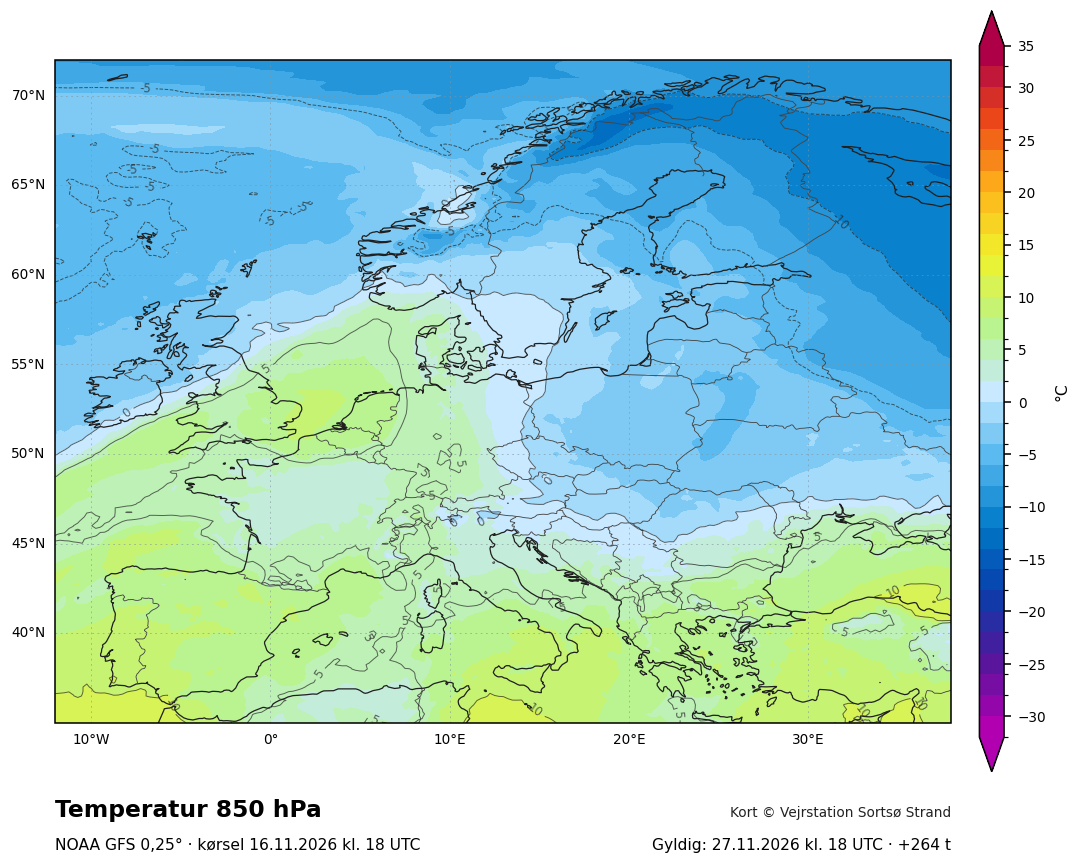 70°N
65°N
60°N
55°N
50°N
45°N
40°N
10°W
0°
10°E
20°E
30°E
35
30
25
20
15
10
5
0
−5
−10
−15
−20
−25
−30
°C
Temperatur 850 hPa
Kort © Vejrstation Sortsø Strand
NOAA GFS 0,25° · kørsel 16.11.2026 kl. 18 UTC
Gyldig: 27.11.2026 kl. 18 UTC · +264 t